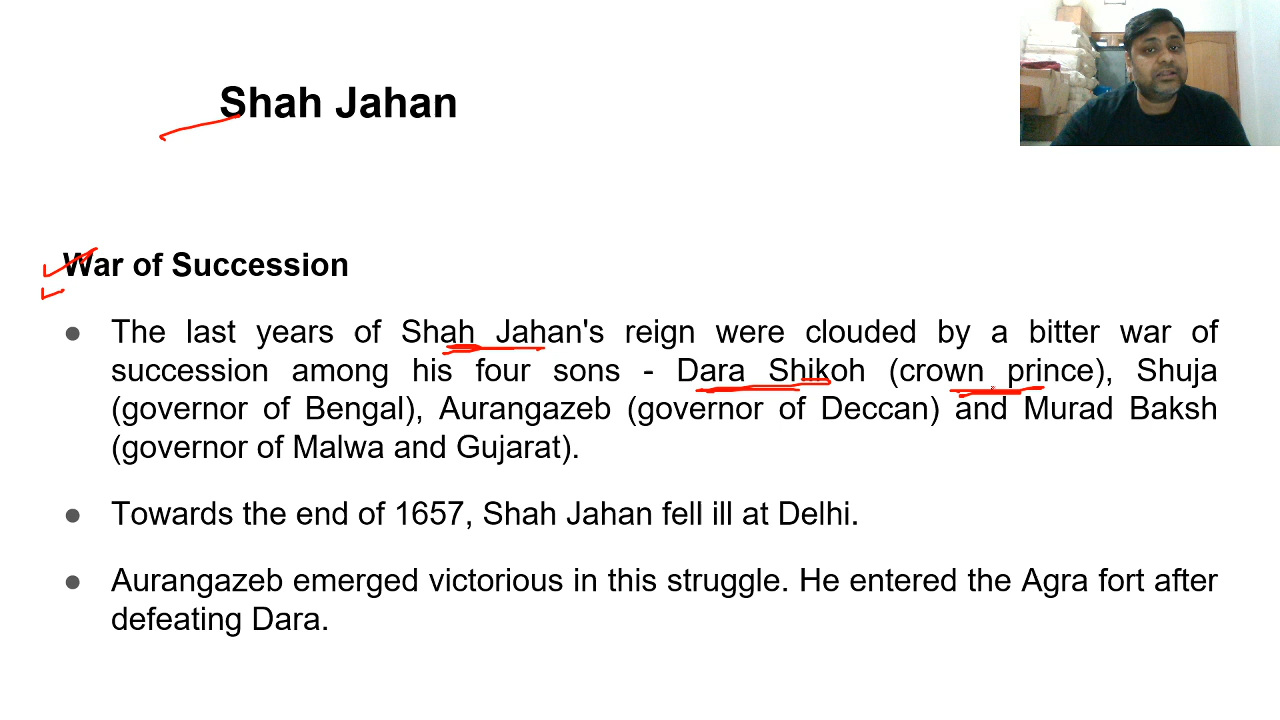 Shah Jahan
War of Succession
● The last years of Shah Jahan's reign were clouded by a bitter war of
succession among his four sons - Dara Shikoh (crown prince), Shuja
(governor of Bengal), Aurangazeb (governor of Deccan) and Murad Baksh
(governor of Malwa and Gujarat).
● Towards the end of 1657, Shah Jahan fell ill at Delhi.
● Aurangazeb emerged victorious in this struggle. He entered the Agra fort after
defeating Dara.